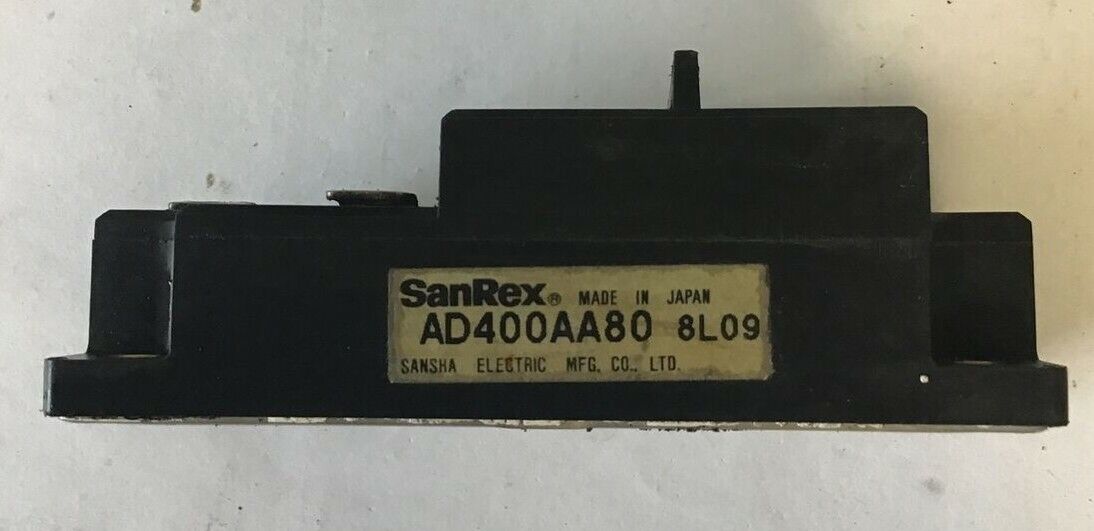 SanRex® MADE IN JAPAN
AD400AA80 8L09
SANSHA ELECTRIC MFG. CO., LTD.